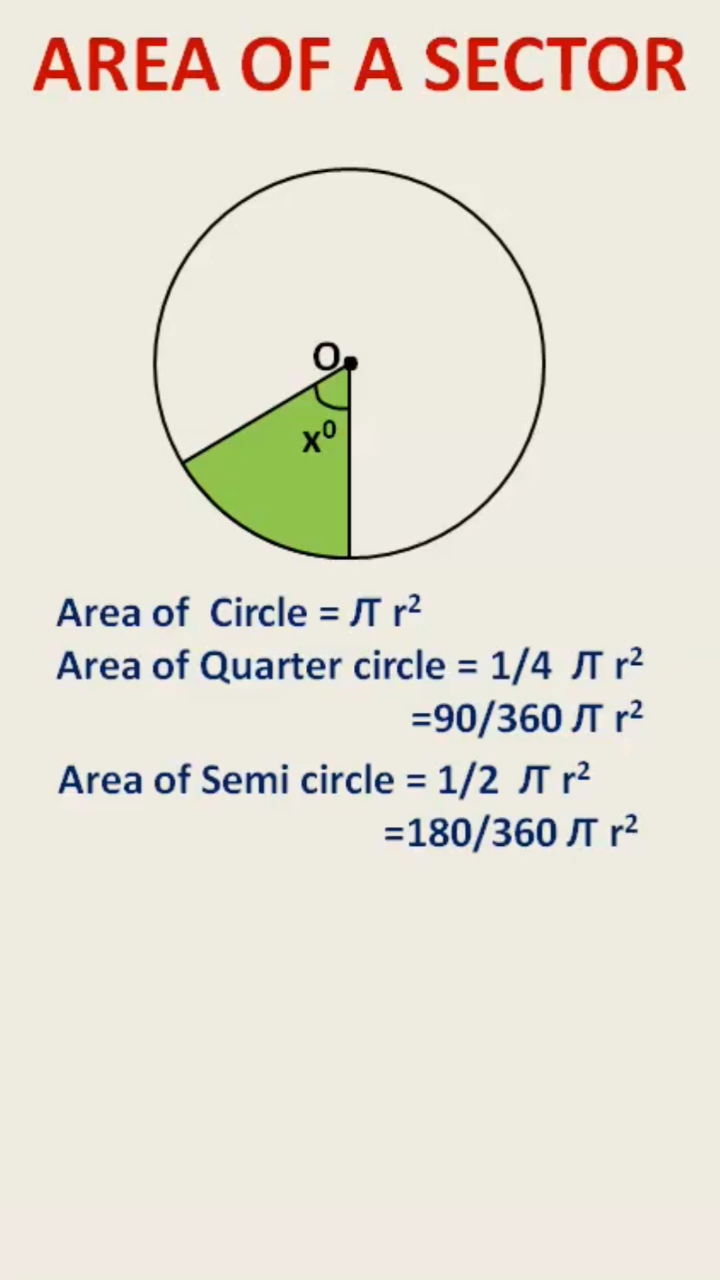 AREA OF A SECTOR
O
x⁰
Area of Circle = π r²
Area of Quarter circle = 1/4 π r²
=90/360 π r²
Area of Semi circle = 1/2 π r²
=180/360 π r²